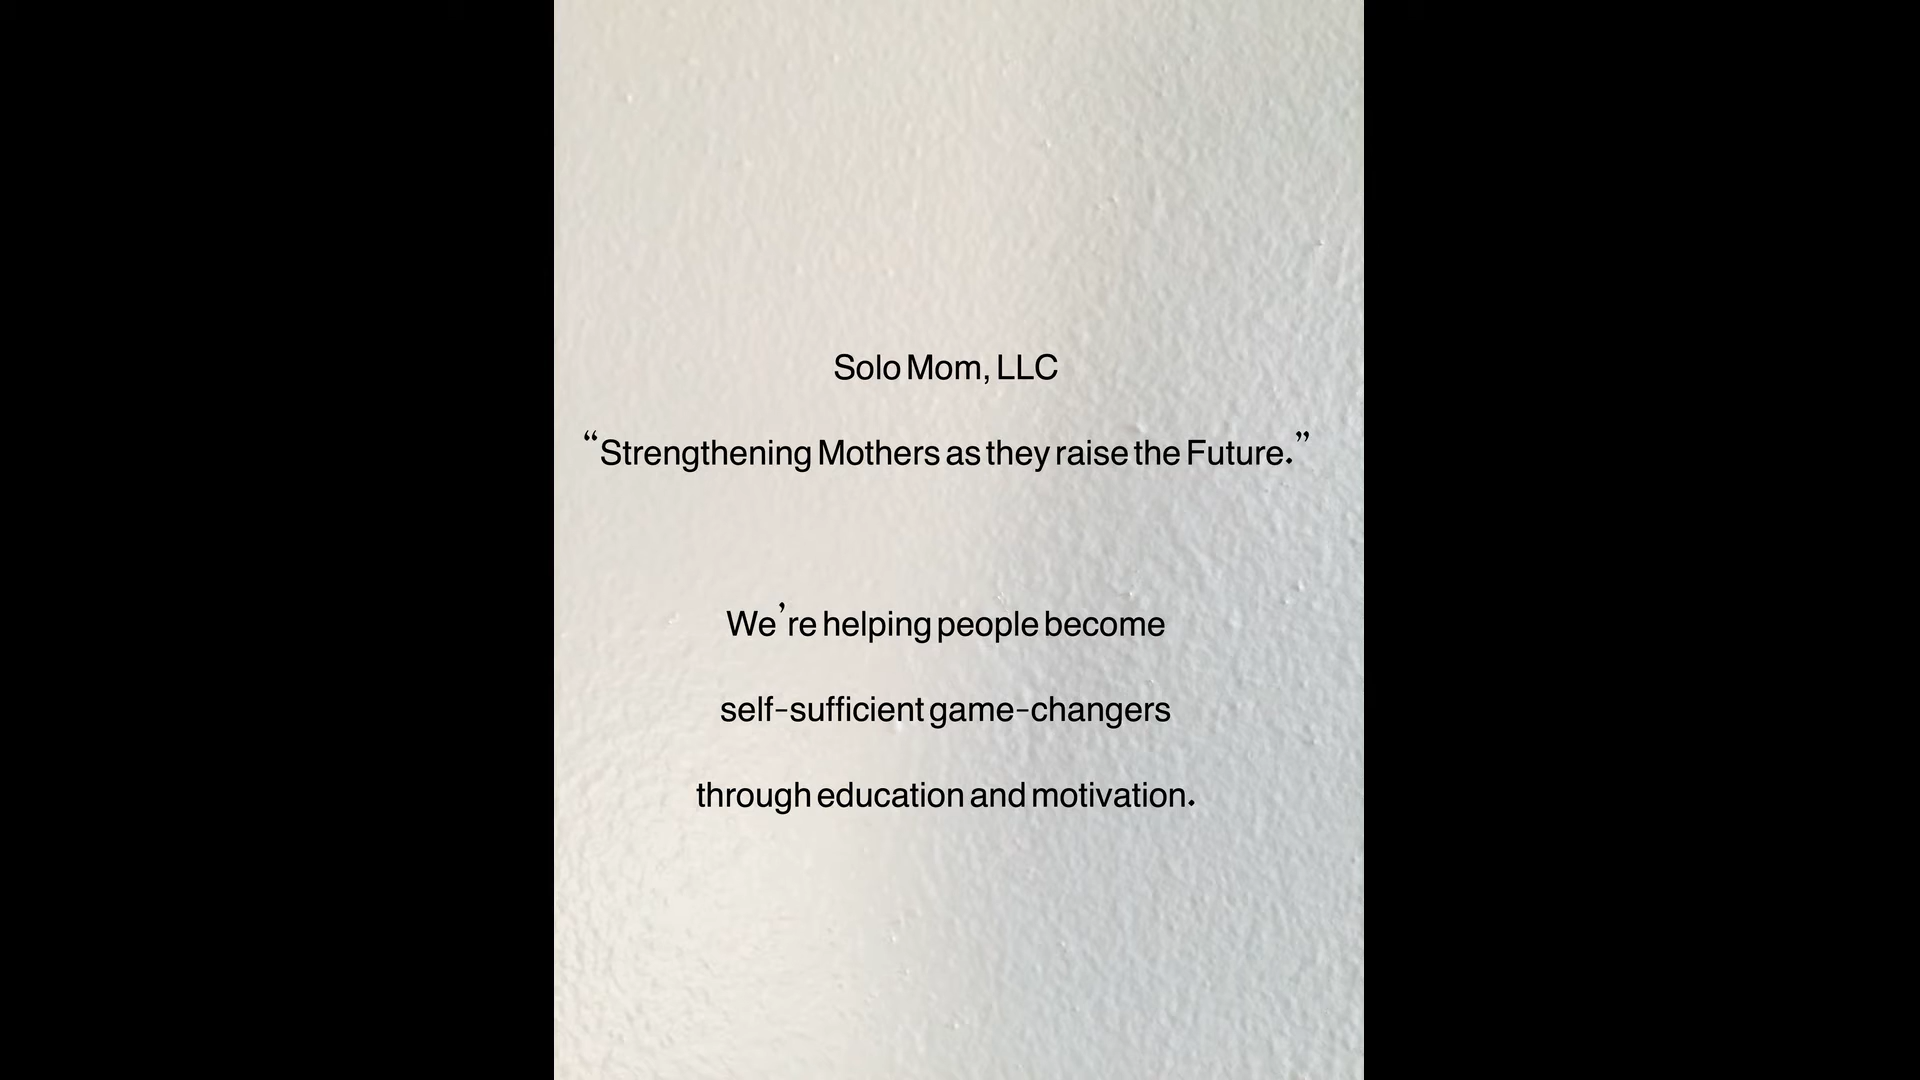 Solo Mom, LLC
“Strengthening Mothers as they raise the Future.”
We’re helping people become
self-sufficient game-changers
through education and motivation.